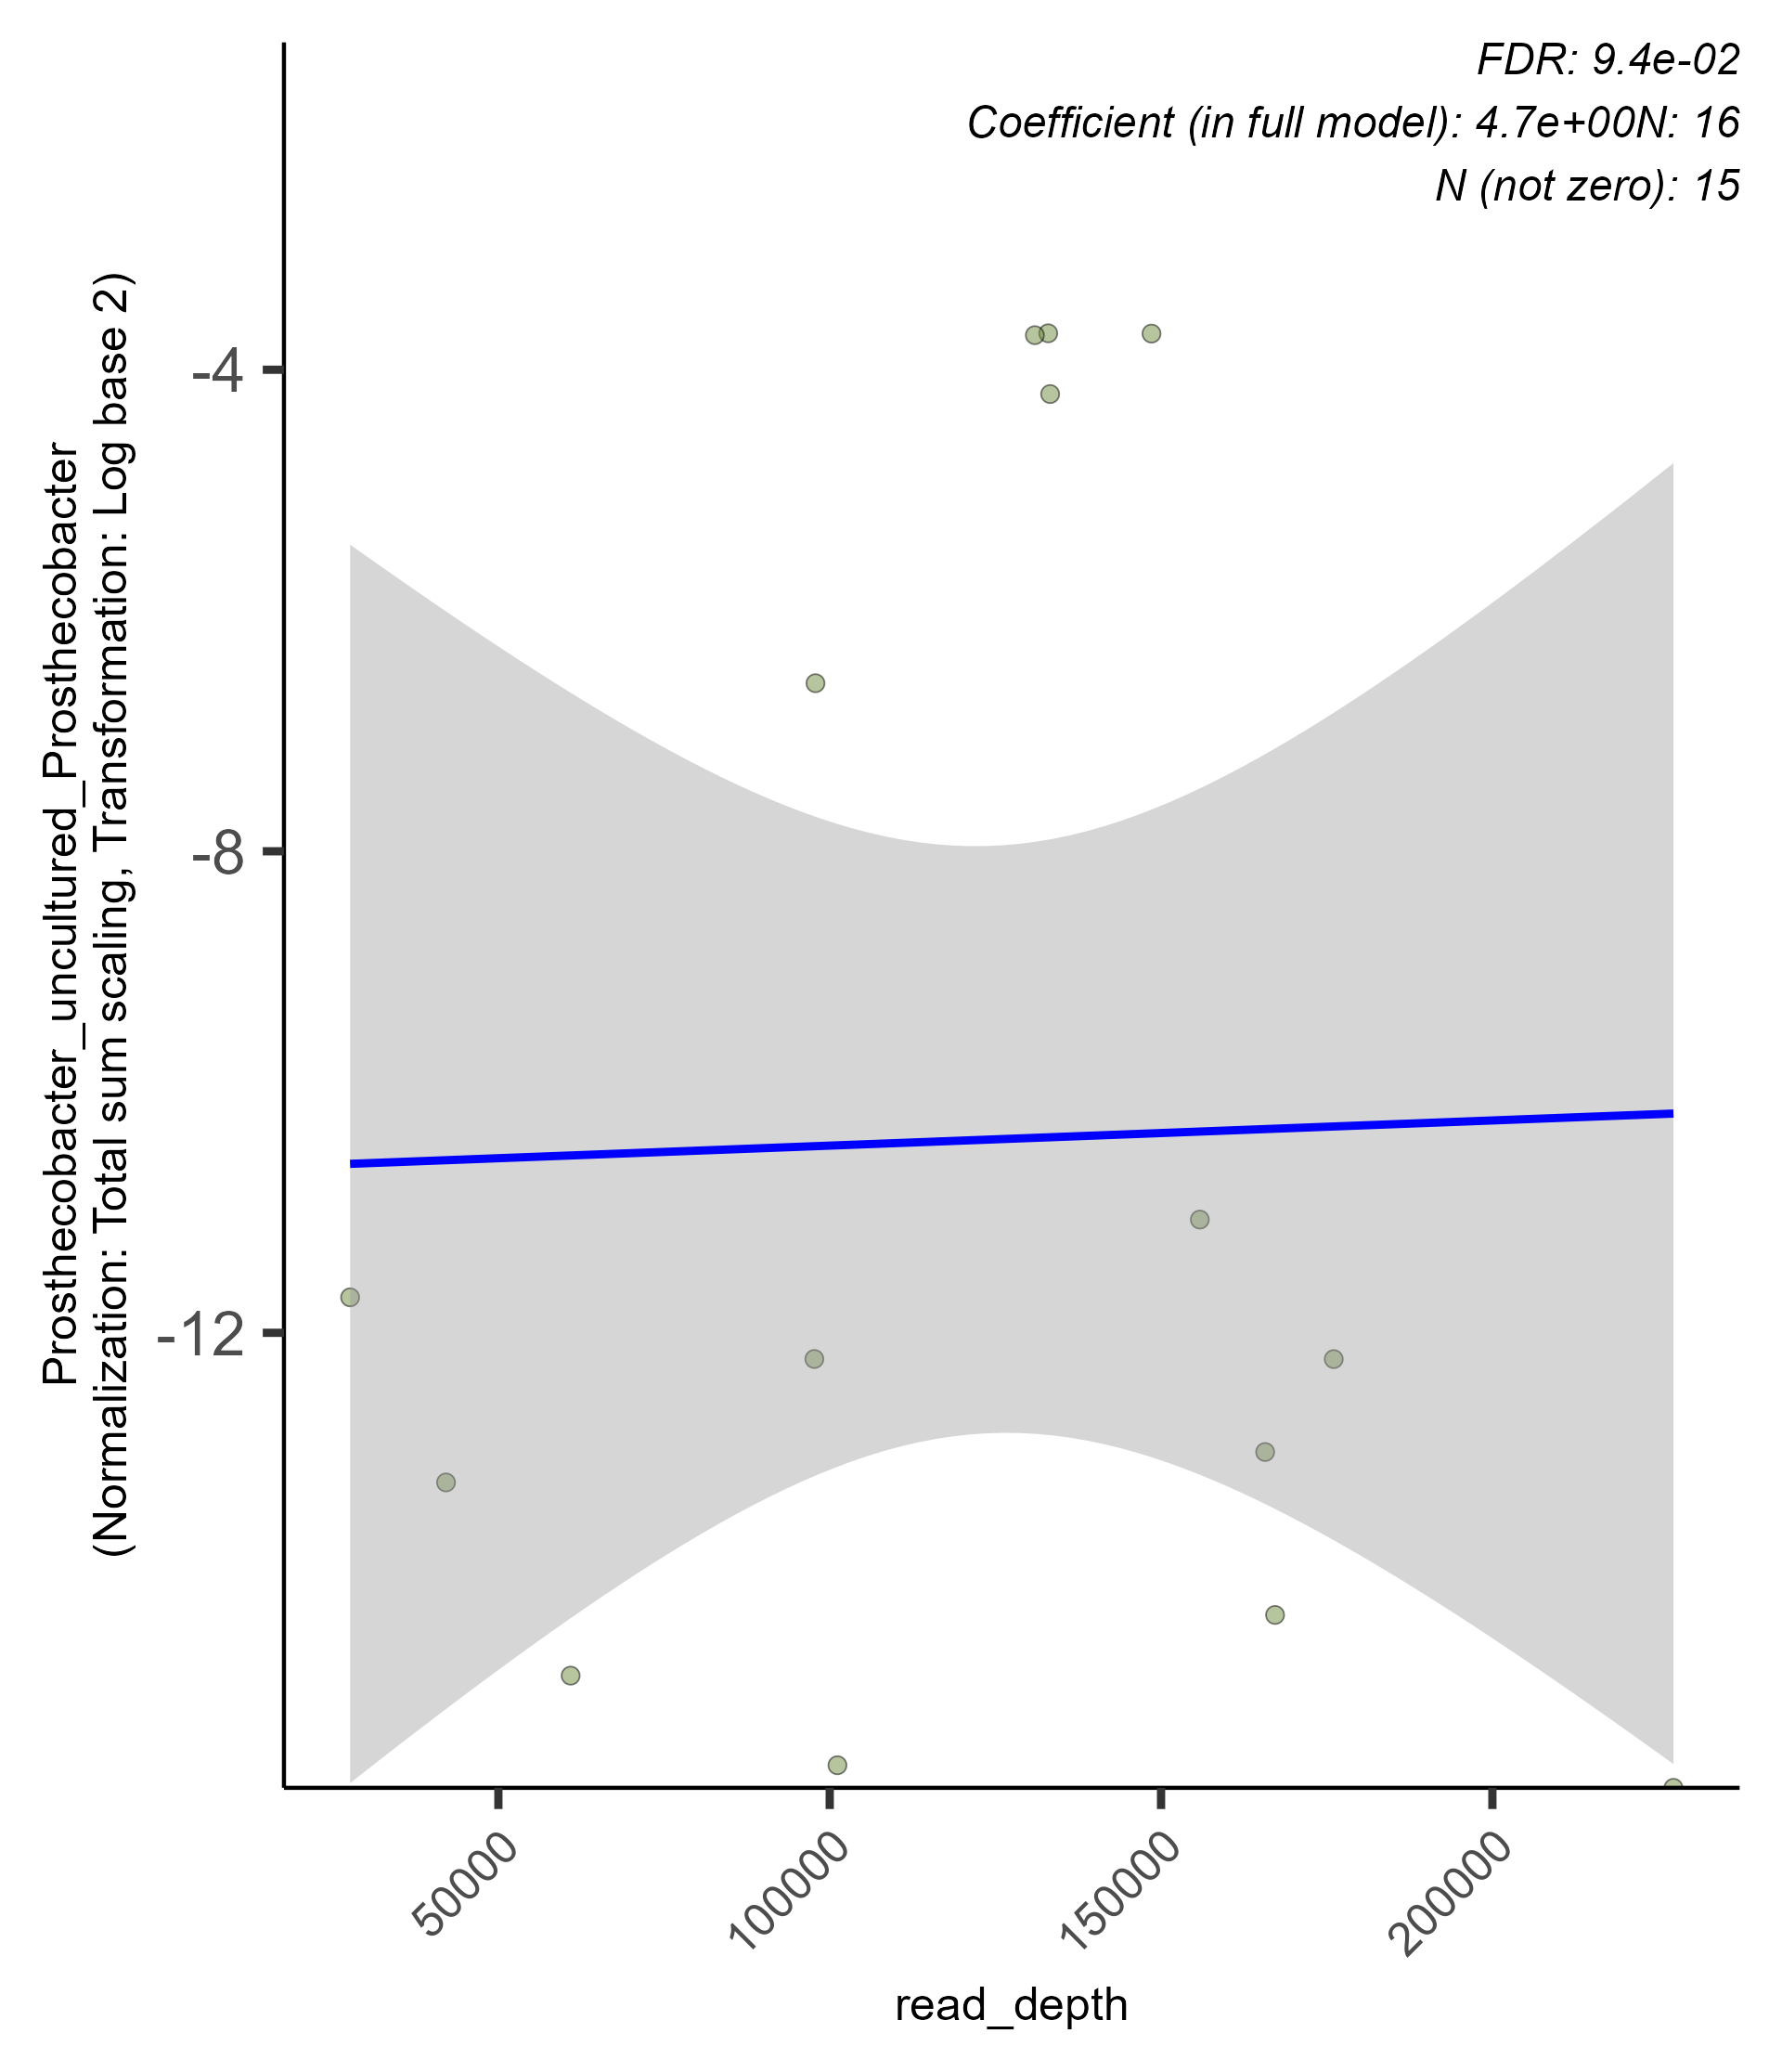 FDR: 9.4e-02
Coefficient (in full model): 4.7e+00N: 16
N (not zero): 15
Prosthecobacter_uncultured_Prosthecobacter
(Normalization: Total sum scaling, Transformation: Log base 2)
-4
-8
-12
50000
100000
150000
200000
read_depth